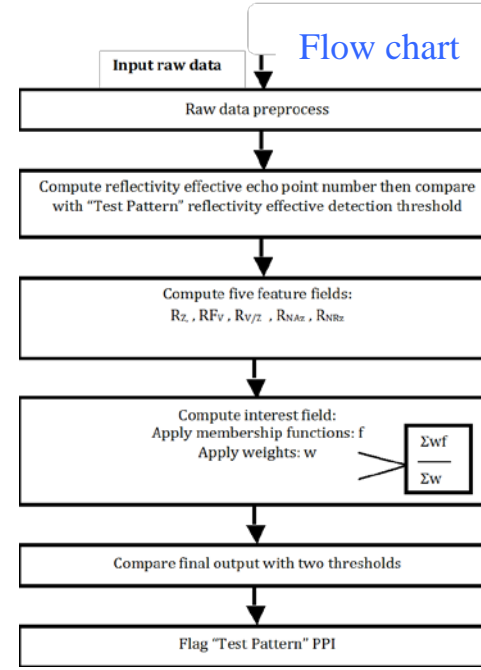 Flow chart
Input raw data
Raw data preprocess
Compute reflectivity effective echo point number then compare
with “Test Pattern” reflectivity effective detection threshold
Compute five feature fields:
RZ, , RFV , RV/Z , RNAz , RNRz
Compute interest field:
Apply membership functions: f
Apply weights: w
Σwf
Σw
Compare final output with two thresholds
Flag “Test Pattern” PPI